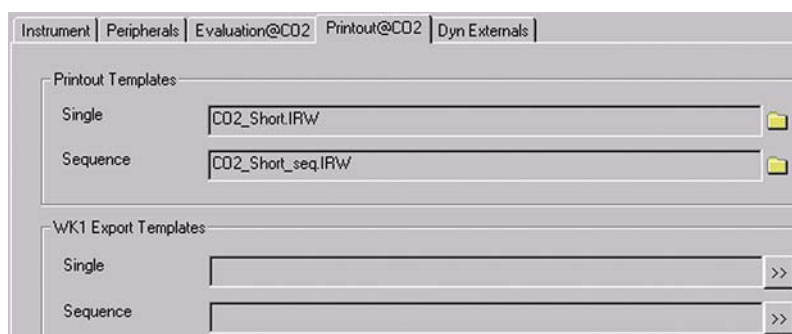 Instrument Peripherals Evaluation@CO2 Printout@CO2 Dyn Externals
Printout Templates
Single CO2_Short.IRW
Sequence CO2_Short_seq.IRW
WK1 Export Templates
Single >>
Sequence >>